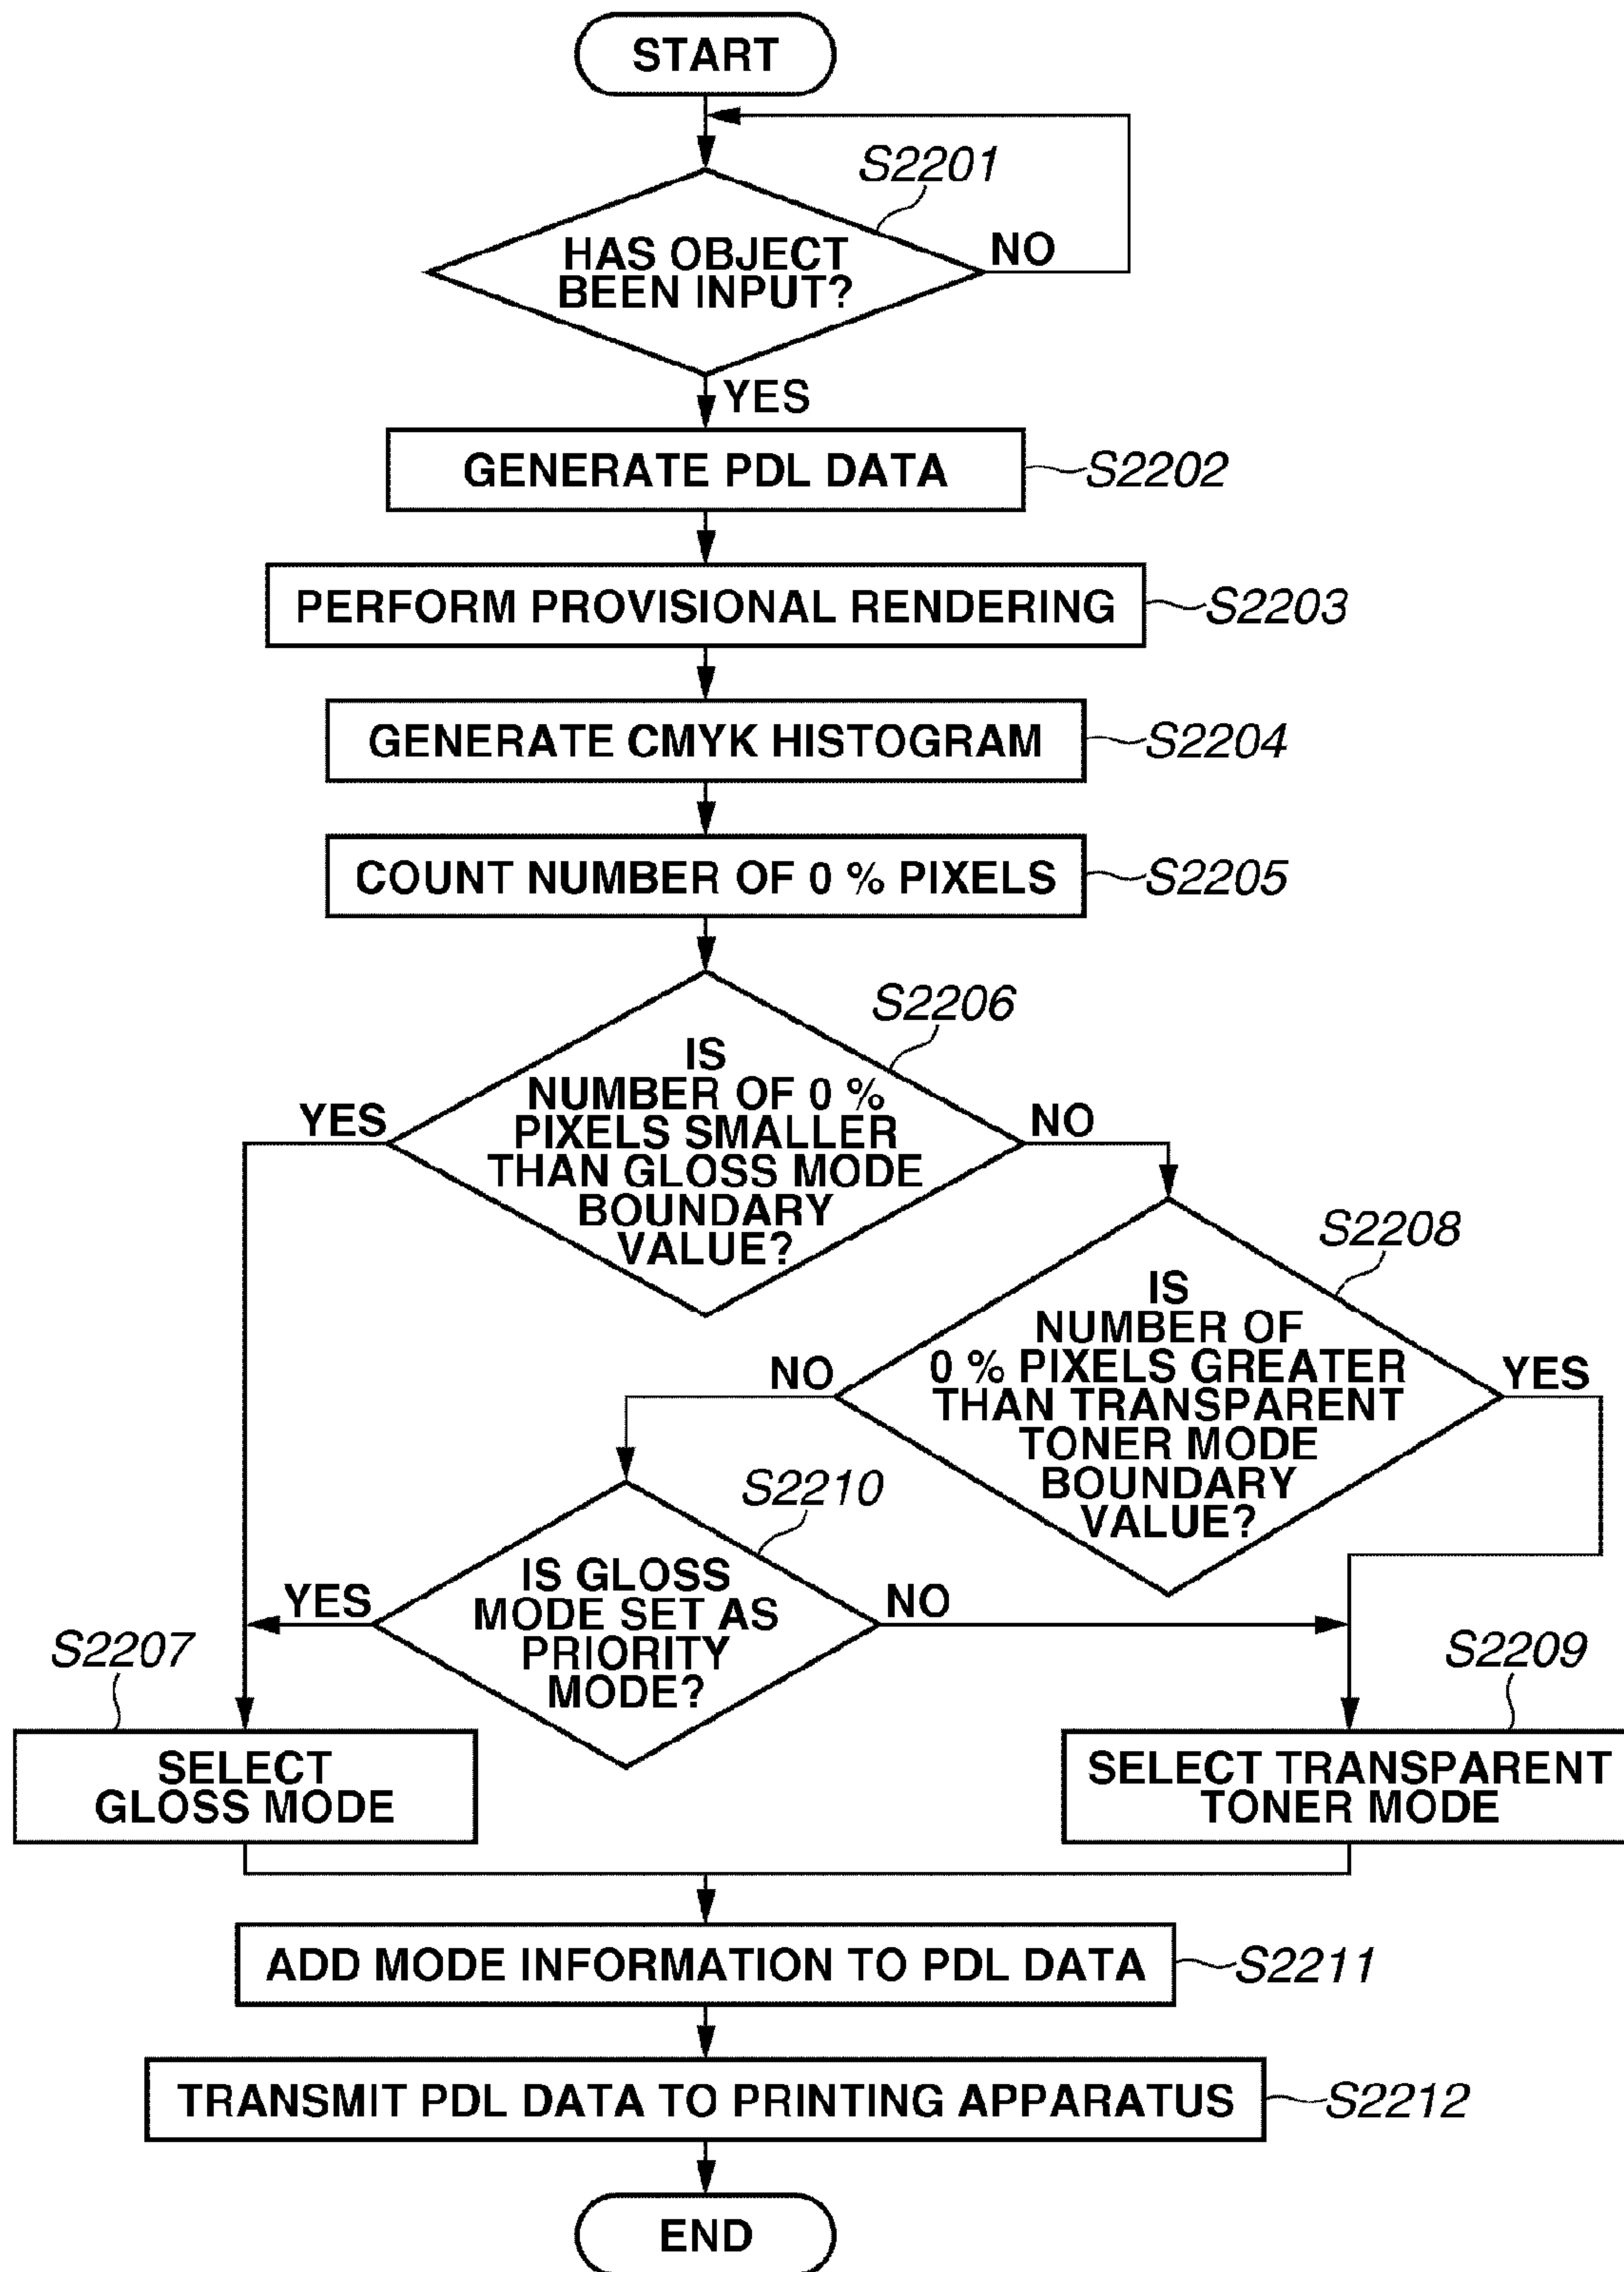 START
S2201
HAS OBJECT
BEEN INPUT?
NO
YES
GENERATE PDL DATA
S2202
PERFORM PROVISIONAL RENDERING
S2203
GENERATE CMYK HISTOGRAM
S2204
COUNT NUMBER OF 0 % PIXELS
S2205
S2206
IS
NUMBER OF 0 %
PIXELS SMALLER
THAN GLOSS MODE
BOUNDARY
VALUE?
YES
NO
S2208
IS
NUMBER OF
0 % PIXELS GREATER
THAN TRANSPARENT
TONER MODE
BOUNDARY
VALUE?
NO
YES
S2210
IS GLOSS
MODE SET AS
PRIORITY
MODE?
YES
NO
S2207
SELECT
GLOSS MODE
S2209
SELECT TRANSPARENT
TONER MODE
ADD MODE INFORMATION TO PDL DATA
S2211
TRANSMIT PDL DATA TO PRINTING APPARATUS
S2212
END